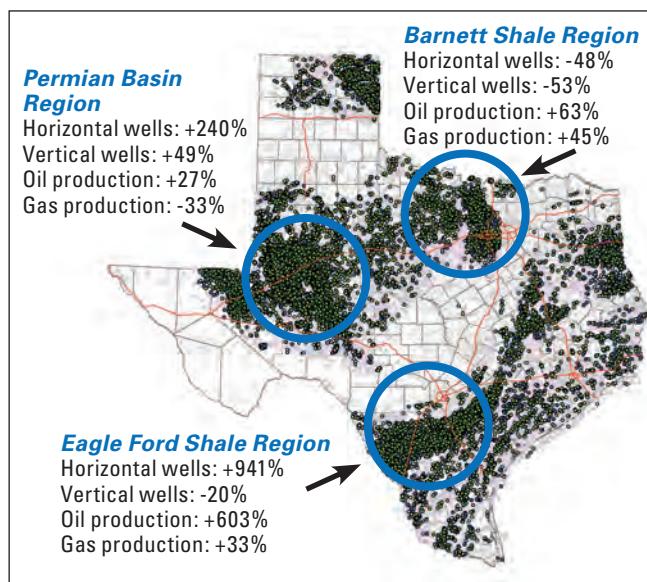 Permian Basin
Region
Horizontal wells: +240%
Vertical wells: +49%
Oil production: +27%
Gas production: -33%
Barnett Shale Region
Horizontal wells: -48%
Vertical wells: -53%
Oil production: +63%
Gas production: +45%
Eagle Ford Shale Region
Horizontal wells: +941%
Vertical wells: -20%
Oil production: +603%
Gas production: +33%